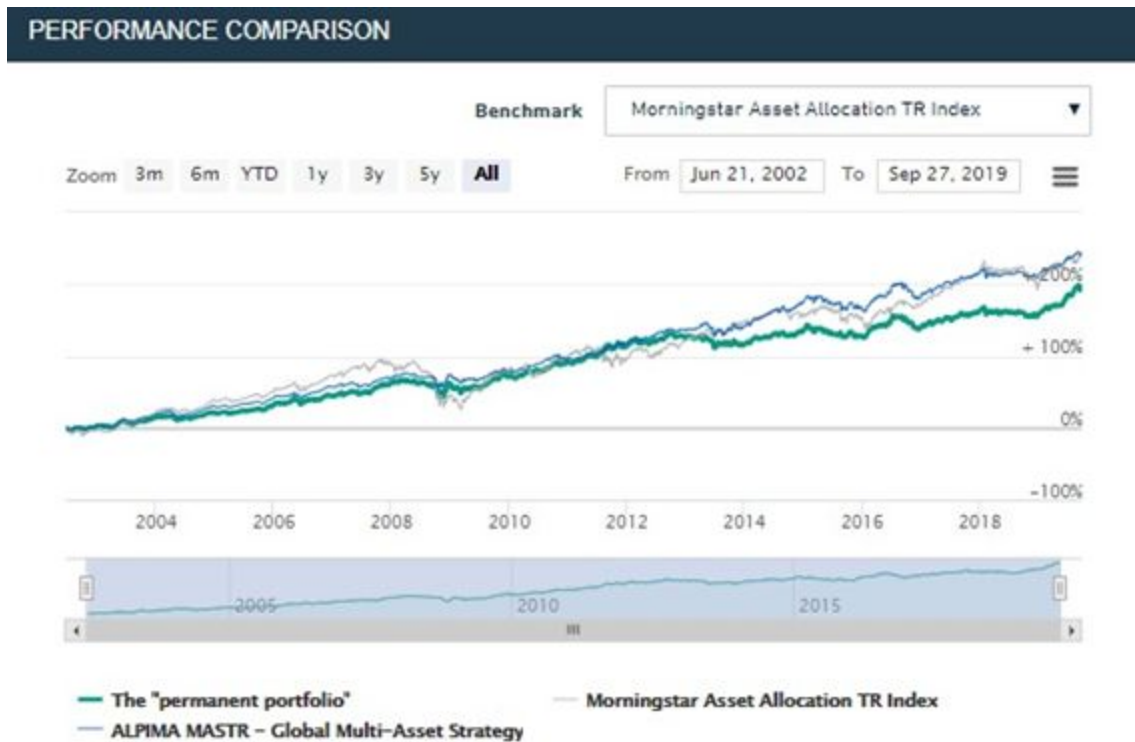 PERFORMANCE COMPARISON
Benchmark Morningstar Asset Allocation TR Index ▼
Zoom 3m 6m YTD 1y 3y 5y All From Jun 21, 2002 To Sep 27, 2019
200%
+ 100%
0%
-100%
2004 2006 2008 2010 2012 2014 2016 2018
2005 2010 2015
The "permanent portfolio" Morningstar Asset Allocation TR Index
ALPIMA MASTR - Global Multi-Asset Strategy